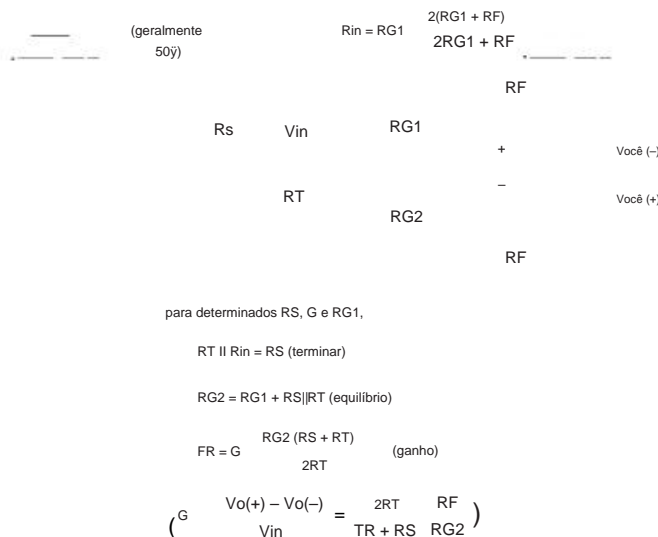 (geralmente
50ÿ)
Rin = RG1
2(RG1 + RF)
2RG1 + RF
RF
Rs
Vin
RG1
+
Você (–)
–
RT
Você (+)
RG2
RF
para determinados RS, G e RG1,
RT II Rin = RS (terminar)
RG2 = RG1 + RS||RT (equilíbrio)
FR = G
RG2 (RS + RT)
2RT
(ganho)
(G
Vo(+) – Vo(–)
Vin
=
2RT
TR + RS
RF
RG2
)